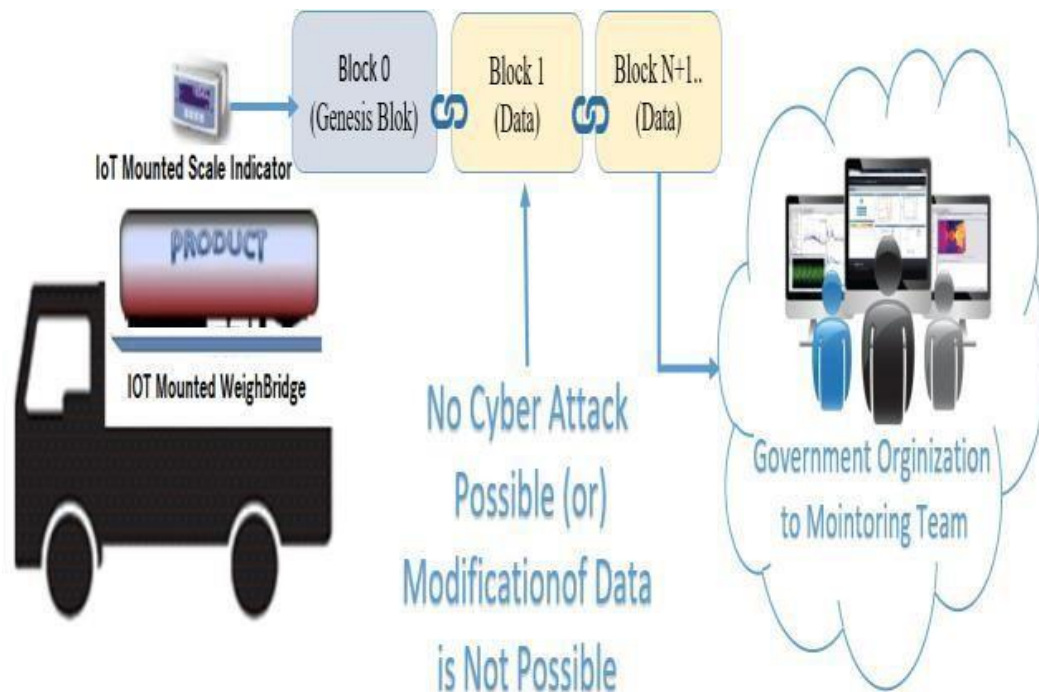 Block 0
(Genesis Blok)
Block 1
(Data)
Block N+1..
(Data)
IoT Mounted Scale Indicator
PRODUCT
IOT Mounted WeighBridge
No Cyber Attack
Possible (or)
Modificationof Data
is Not Possible
Government Orginization
to Mointoring Team